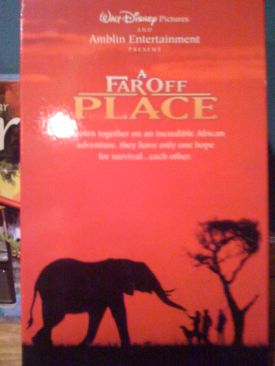 Walt Disney Pictures
AND
Amblin Entertainment
PRESENT
A
FAR OFF
PLACE
together on an incredible African
adventure, they have only one hope
for survival...each other.